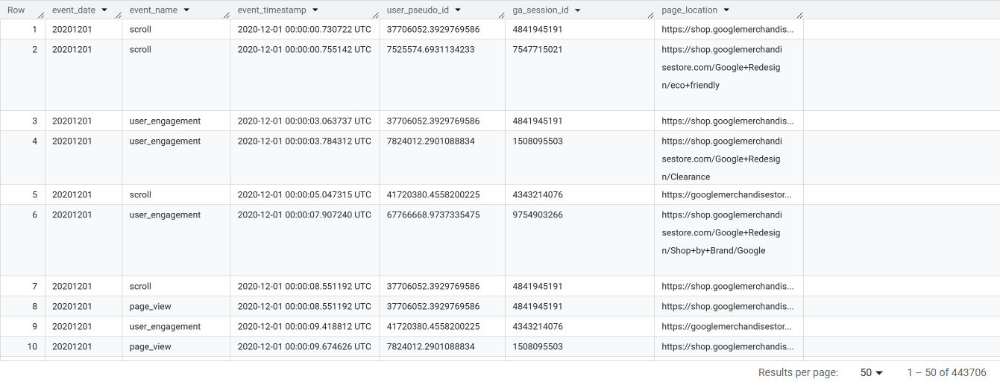 Row event_date event_name event_timestamp user_pseudo_id ga_session_id page_location
1 20201201 scroll 2020-12-01 00:00:00.730722 UTC 37706052.3929769586 4841945191 https://shop.googlemerchandis...
2 20201201 scroll 2020-12-01 00:00:00.755142 UTC 7525574.6931134233 7547715021 https://shop.googlemerchandi
sestore.com/Google+Redesig
n/eco+friendly
3 20201201 user_engagement 2020-12-01 00:00:03.063737 UTC 37706052.3929769586 4841945191 https://shop.googlemerchandis...
4 20201201 user_engagement 2020-12-01 00:00:03.784312 UTC 7824012.2901088834 1508095503 https://shop.googlemerchandi
sestore.com/Google+Redesig
n/Clearance
5 20201201 scroll 2020-12-01 00:00:05.047315 UTC 41720380.4558200225 4343214076 https://googlemerchandisestor...
6 20201201 user_engagement 2020-12-01 00:00:07.907240 UTC 67766668.9737335475 9754903266 https://shop.googlemerchandi
sestore.com/Google+Redesig
n/Shop+by+Brand/Google
7 20201201 scroll 2020-12-01 00:00:08.551192 UTC 37706052.3929769586 4841945191 https://shop.googlemerchandis...
8 20201201 page_view 2020-12-01 00:00:08.551192 UTC 37706052.3929769586 4841945191 https://shop.googlemerchandis...
9 20201201 user_engagement 2020-12-01 00:00:09.418812 UTC 41720380.4558200225 4343214076 https://googlemerchandisestor...
10 20201201 page_view 2020-12-01 00:00:09.674626 UTC 7824012.2901088834 1508095503 https://shop.googlemerchandis...
Results per page: 50 1 – 50 of 443706